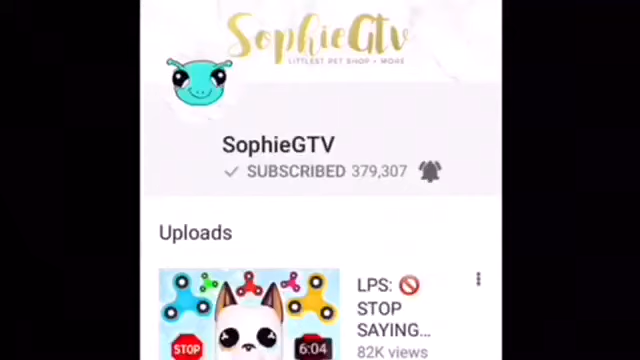 SophieGtv
LITTLEST PET SHOP + MORE
SophieGTV
SUBSCRIBED 379,307
Uploads
LPS: 🚫
STOP
SAYING...
STOP
6:04
82K views